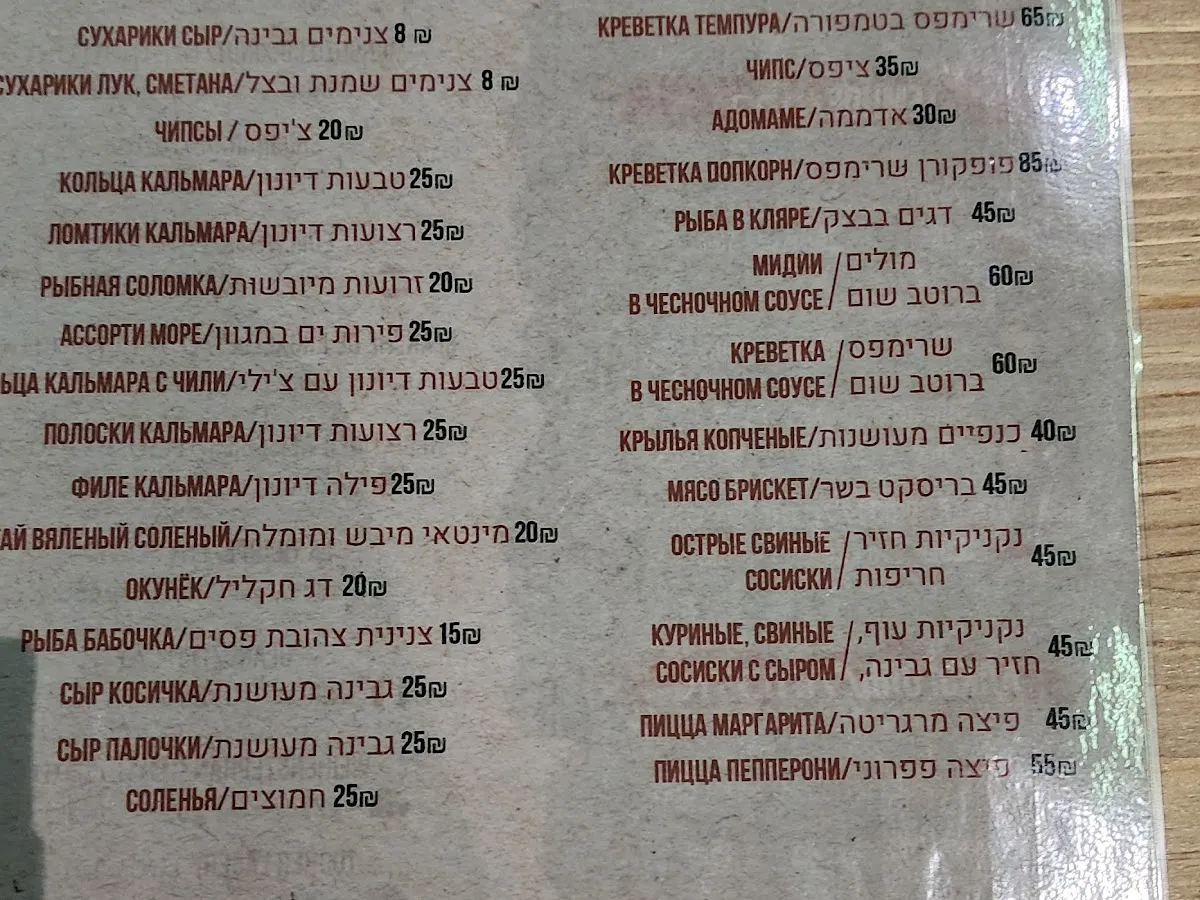 СУХАРИКИ СЫР/צנימים גבינה 8 ₪
СУХАРИКИ ЛУК, СМЕТАНА/צנימים שמנת ובצל 8 ₪
ЧИПСЫ / צ'יפס 20₪
КОЛЬЦА КАЛЬМАРА/טבעות דיונון 25₪
ЛОМТИКИ КАЛЬМАРА/רצועות דיונון 25₪
РЫБНАЯ СОЛОМКА/זרועות מיובשות 20₪
АССОРТИ МОРЕ/פירות ים במגוון 25₪
ЬЦА КАЛЬМАРА С ЧИЛИ/טבעות דיונון עם צ'ילי 25₪
ПОЛОСКИ КАЛЬМАРА/רצועות דיונון 25₪
ФИЛЕ КАЛЬМАРА/פילה דיונון 25₪
ТАЙ ВЯЛЕНЫЙ СОЛЕНЫЙ/מינטאי מיבש ומומלח 20₪
ОКУНЁК/דג חקליל 20₪
РЫБА БАБОЧКА/צנינית צהובת פסים 15₪
СЫР КОСИЧКА/גבינה מעושנת 25₪
СЫР ПАЛОЧКИ/גבינה מעושנת 25₪
СОЛЕНЬЯ/חמוצים 25₪
КРЕВЕТКА ТЕМПУРА/שרימפס בטמפורה 65₪
ЧИПС/ציפס 35₪
АДОМАМЕ/אדממה 30₪
КРЕВЕТКА ПОПКОРН/פופקורן שרימפס 85₪
РЫБА В КЛЯРЕ/דגים בבצק 45₪
МИДИИ / מולים
В ЧЕСНОЧНОМ СОУСЕ / ברוטב שום 60₪
КРЕВЕТКА / שרימפס
В ЧЕСНОЧНОМ СОУСЕ / ברוטב שום 60₪
КРЫЛЬЯ КОПЧЕНЫЕ/כנפיים מעושנות 40₪
МЯСО БРИСКЕТ/בריסקט בשר 45₪
ОСТРЫЕ СВИНЫЕ / נקניקיות חזיר
СОСИСКИ / חריפות 45₪
КУРИНЫЕ, СВИНЫЕ / נקניקיות עוף,
СОСИСКИ С СЫРОМ / חזיר עם גבינה, 45₪
ПИЦЦА МАРГАРИТА/פיצה מרגריטה 45₪
ПИЦЦА ПЕППЕРОНИ/פיצה פפרוני 55₪